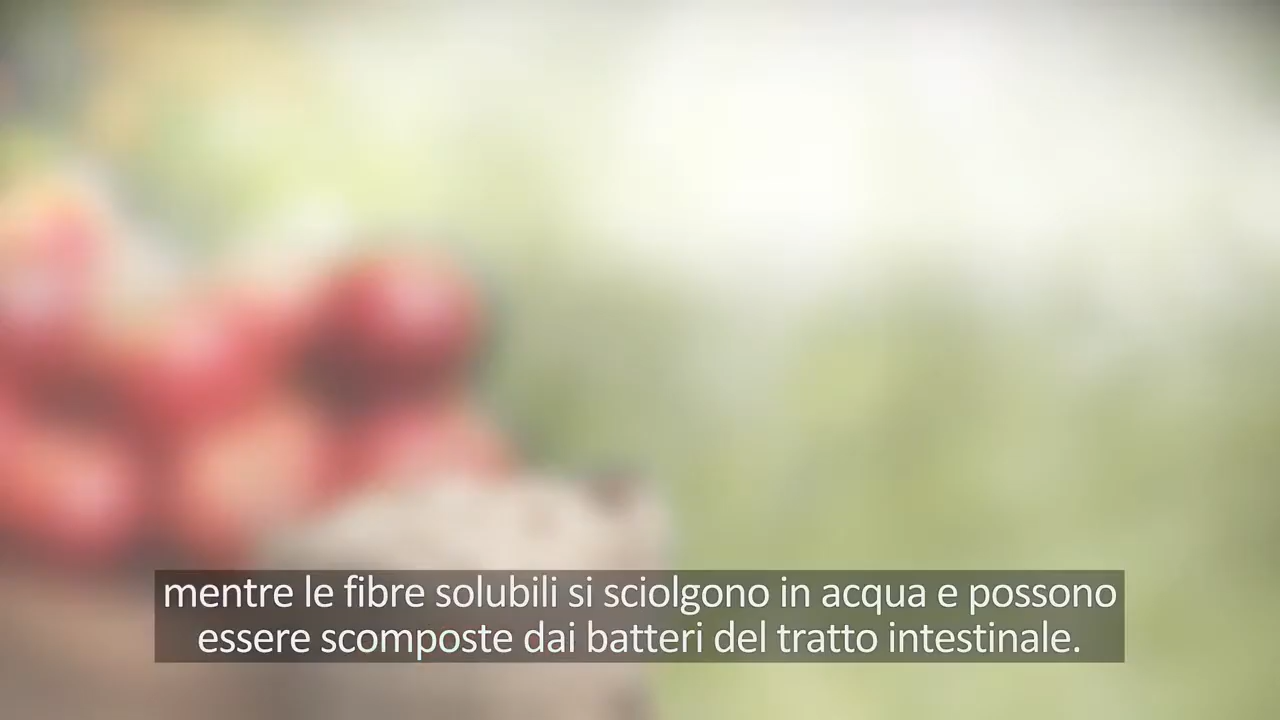 mentre le fibre solubili si sciolgono in acqua e possono
essere scomposte dai batteri del tratto intestinale.